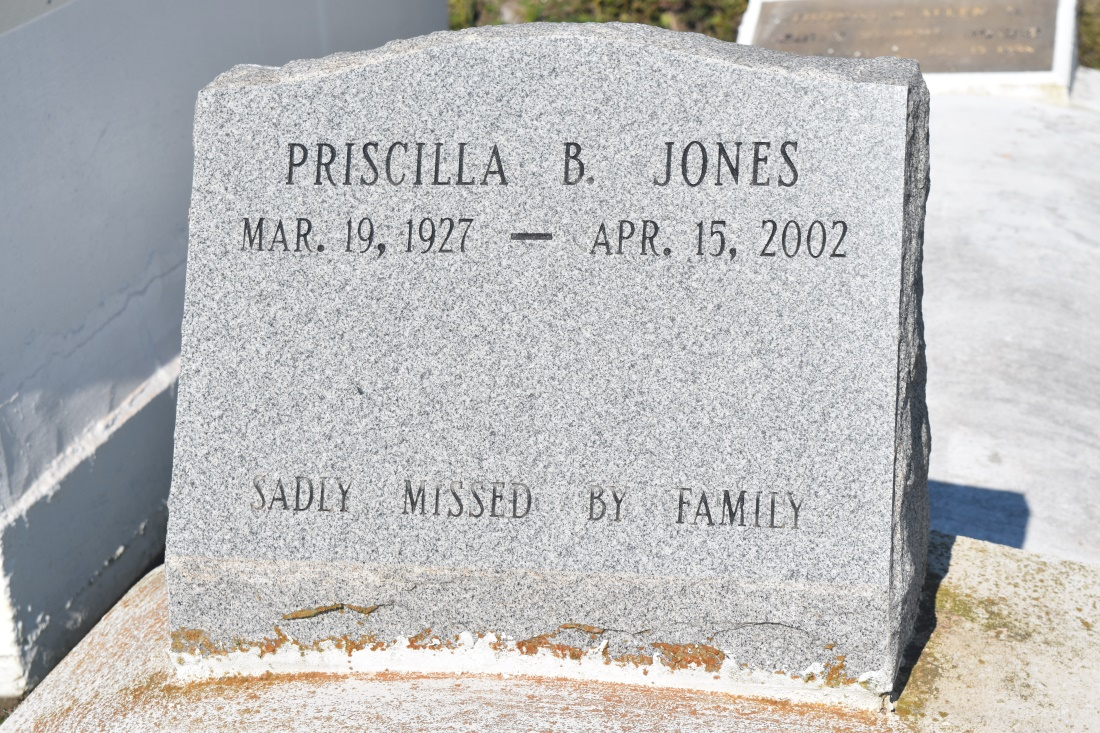 PRISCILLA B. JONES
MAR. 19, 1927 — APR. 15, 2002
SADLY MISSED BY FAMILY